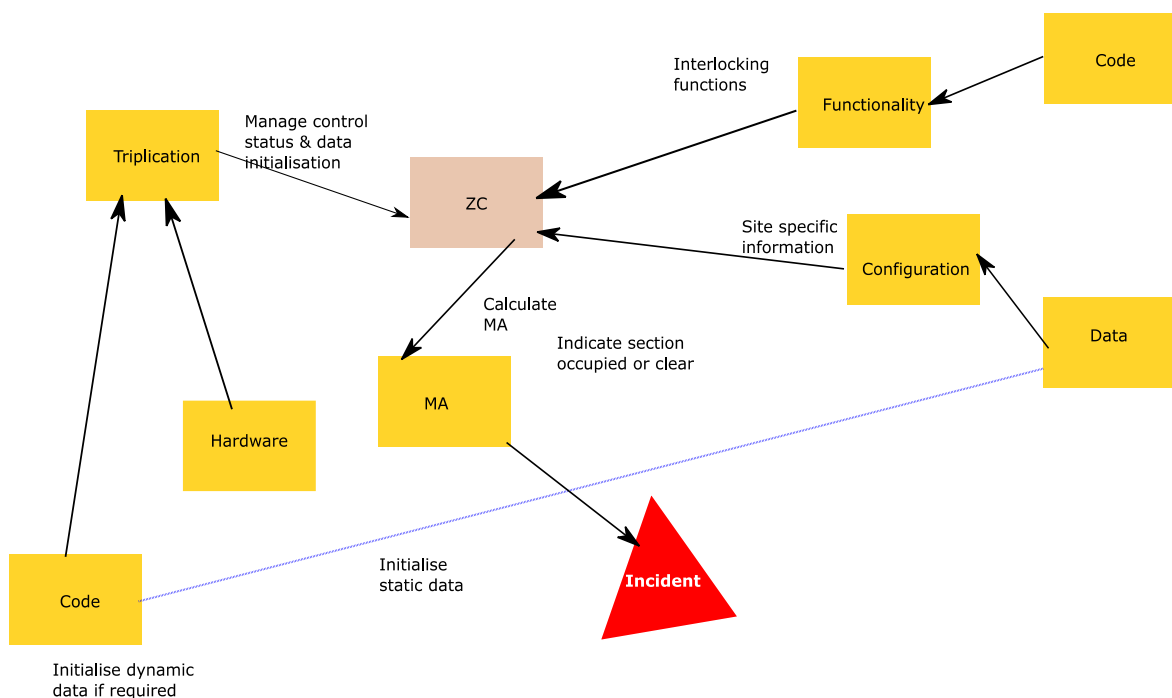 Code
Interlocking
functions
Functionality
Manage control
status & data
initialisation
Triplication
ZC
Site specific
information
Configuration
Calculate
MA
Indicate section
occupied or clear
Data
MA
Hardware
Initialise
static data
Incident
Code
Initialise dynamic
data if required